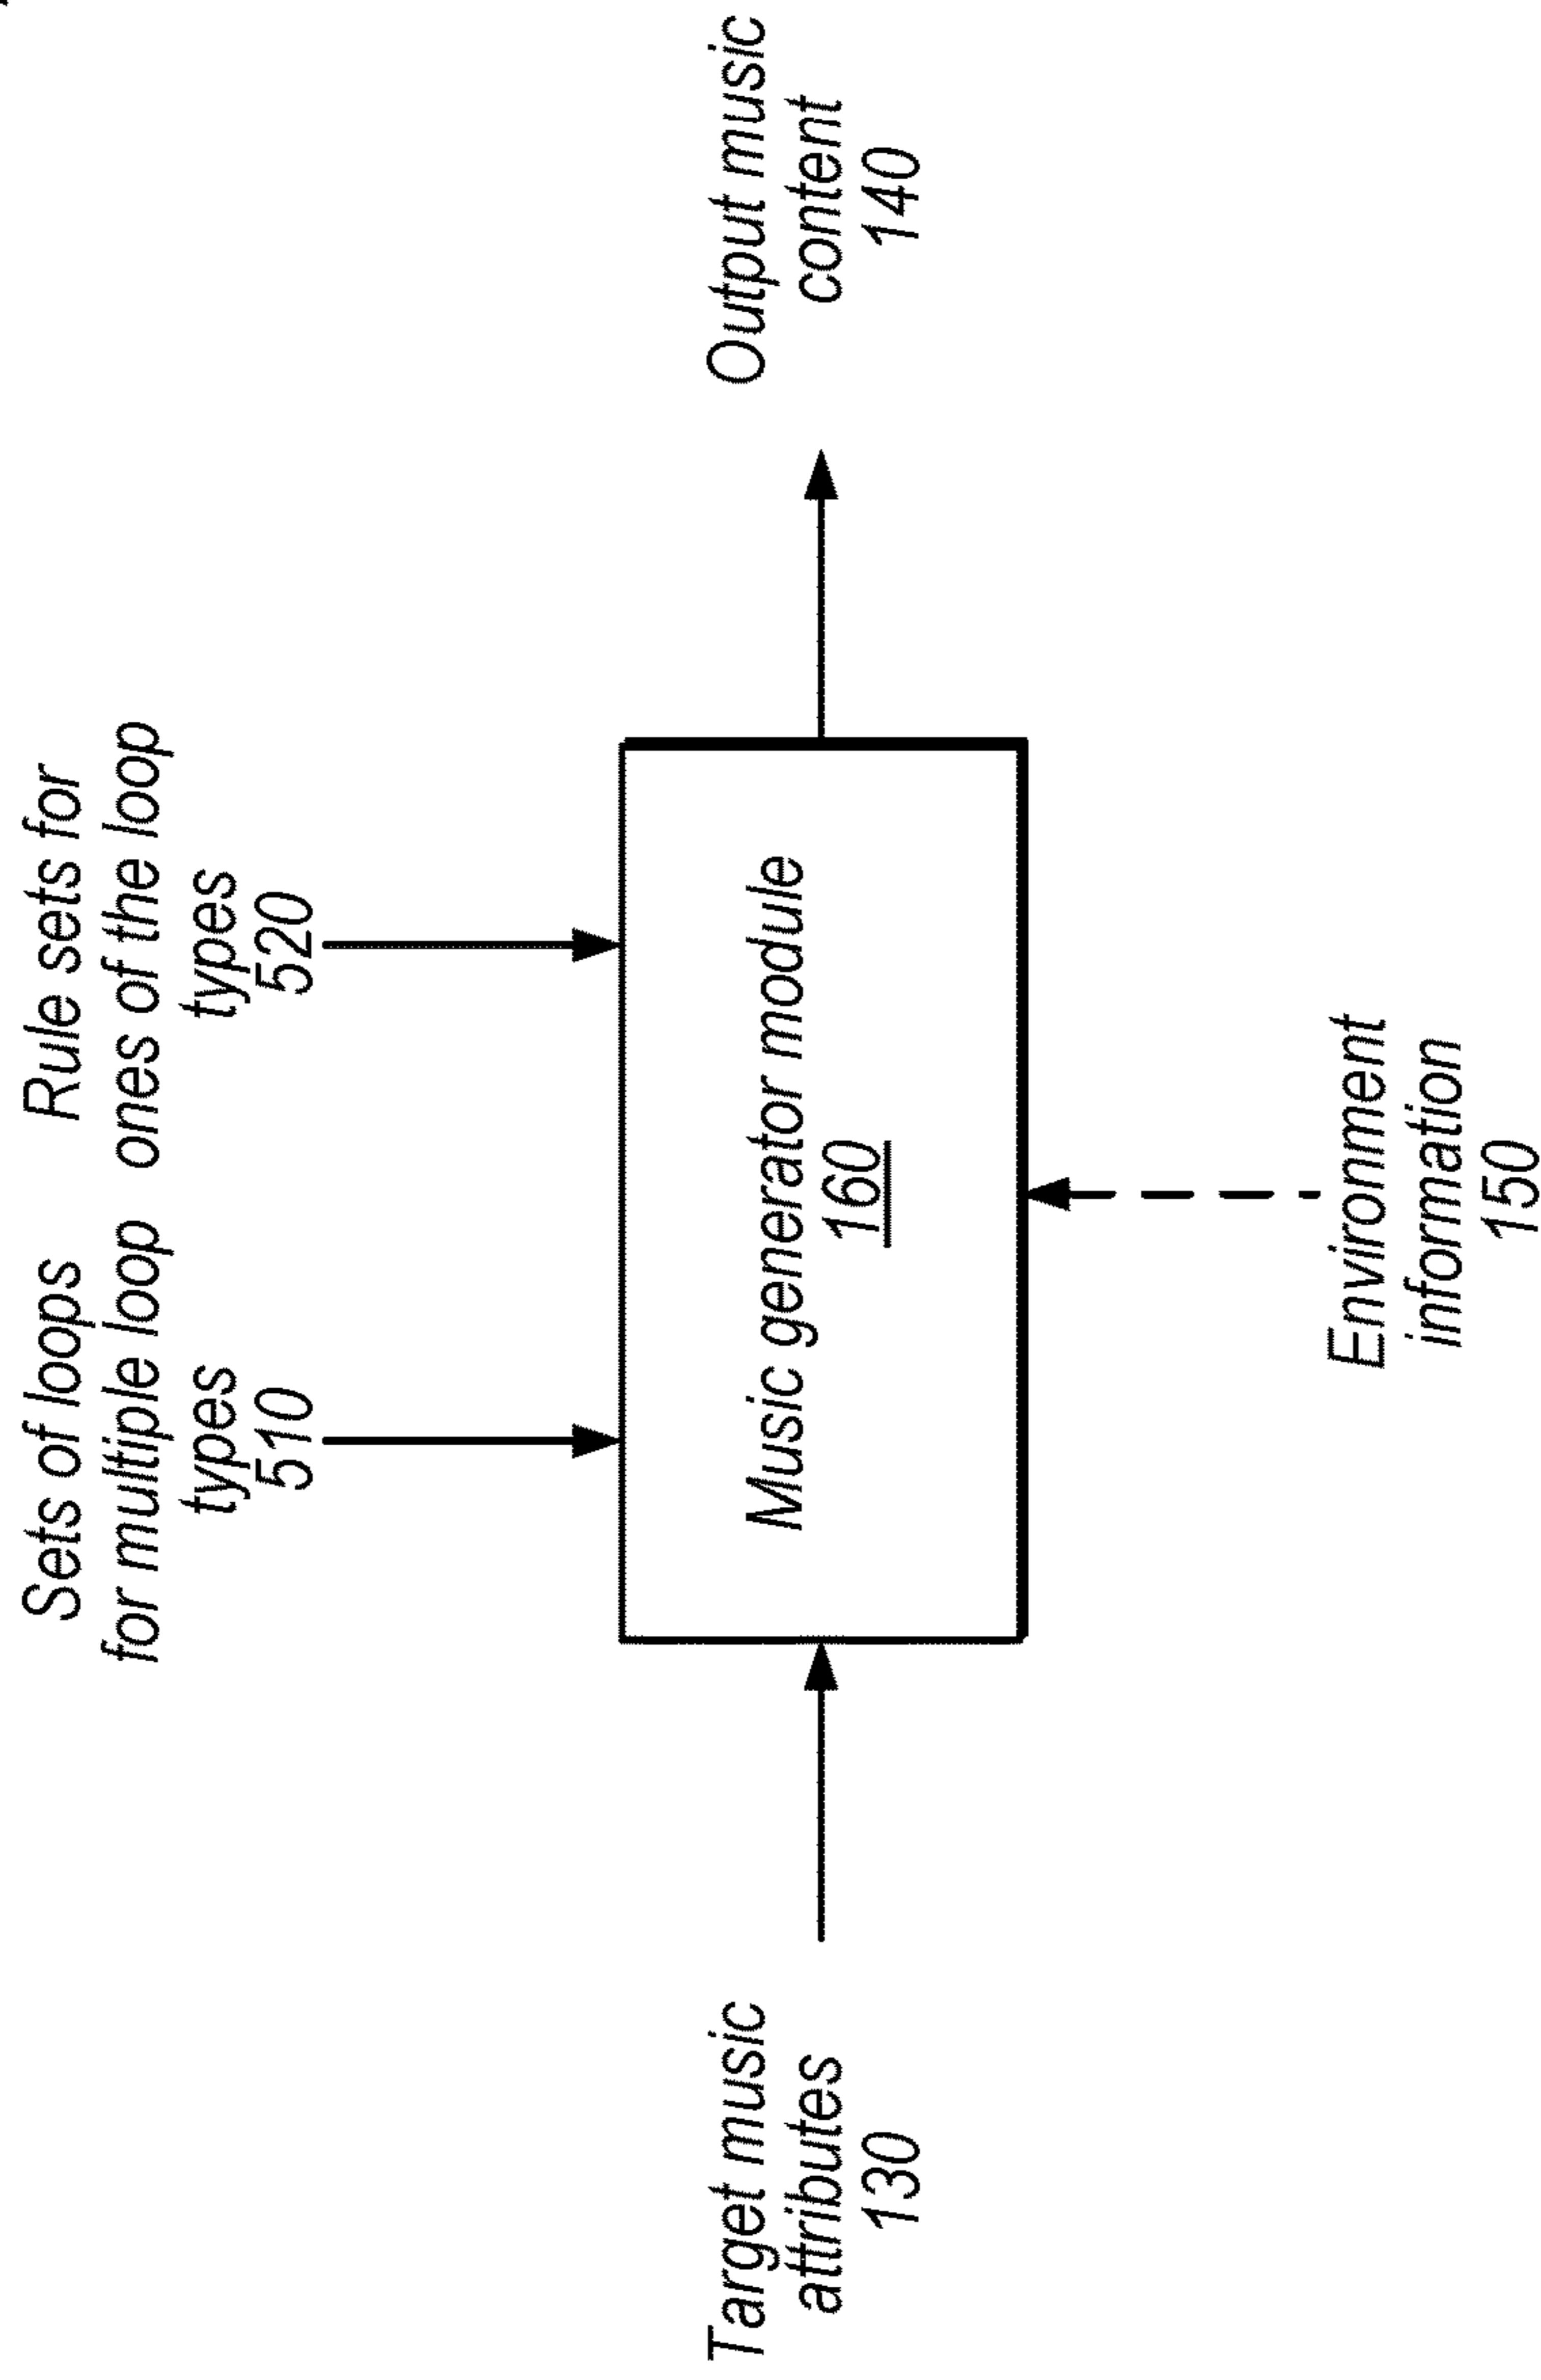 Sets of loops
for multiple loop
types
510
Rule sets for
ones of the loop
types
520
Target music
attributes
130
Music generator module
160
Output music
content
140
Environment
information
150